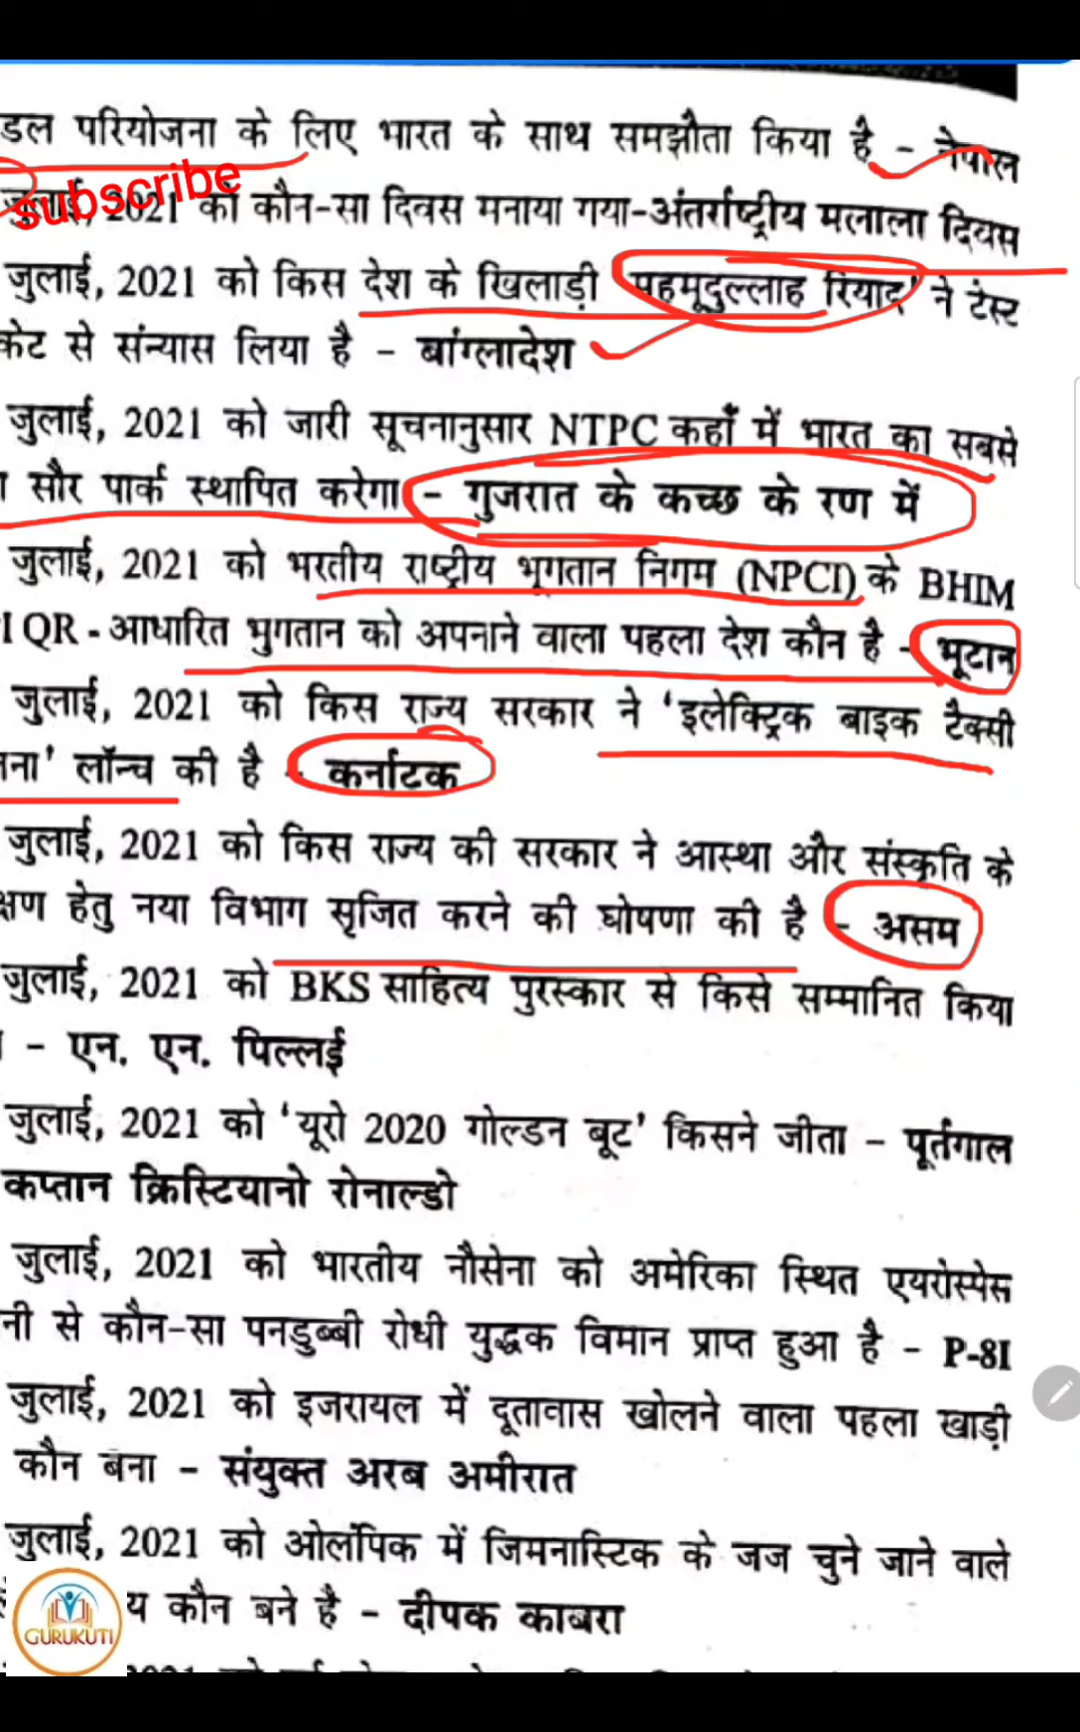 डल परियोजना के लिए भारत के साथ समझौता किया है - नेपाल
subscribe
जुलाई, 2021 को कौन-सा दिवस मनाया गया-अंतर्राष्ट्रीय मलाला दिवस
जुलाई, 2021 को किस देश के खिलाड़ी 'महमूदुल्लाह रियाद' ने टेस्ट
केट से संन्यास लिया है - बांग्लादेश
जुलाई, 2021 को जारी सूचनानुसार NTPC कहाँ में भारत का सबसे
सौर पार्क स्थापित करेगा - गुजरात के कच्छ के रण में
जुलाई, 2021 को भरतीय राष्ट्रीय भूगतान निगम (NPCI) के BHIM
I QR - आधारित भुगतान को अपनाने वाला पहला देश कौन है - भूटान
जुलाई, 2021 को किस राज्य सरकार ने 'इलेक्ट्रिक बाइक टैक्सी
ना' लॉन्च की है - कर्नाटक
जुलाई, 2021 को किस राज्य की सरकार ने आस्था और संस्कृति के
क्षण हेतु नया विभाग सृजित करने की घोषणा की है - असम
जुलाई, 2021 को BKS साहित्य पुरस्कार से किसे सम्मानित किया
- एन. एन. पिल्लई
जुलाई, 2021 को 'यूरो 2020 गोल्डन बूट' किसने जीता - पूर्तगाल
कप्तान क्रिस्टियानो रोनाल्डो
जुलाई, 2021 को भारतीय नौसेना को अमेरिका स्थित एयरोस्पेस
नी से कौन-सा पनडुब्बी रोधी युद्धक विमान प्राप्त हुआ है - P-8I
जुलाई, 2021 को इजरायल में दूतावास खोलने वाला पहला खाड़ी
कौन बना - संयुक्त अरब अमीरात
जुलाई, 2021 को ओलंपिक में जिमनास्टिक के जज चुने जाने वाले
य कौन बने है - दीपक काबरा
GURUKUTI